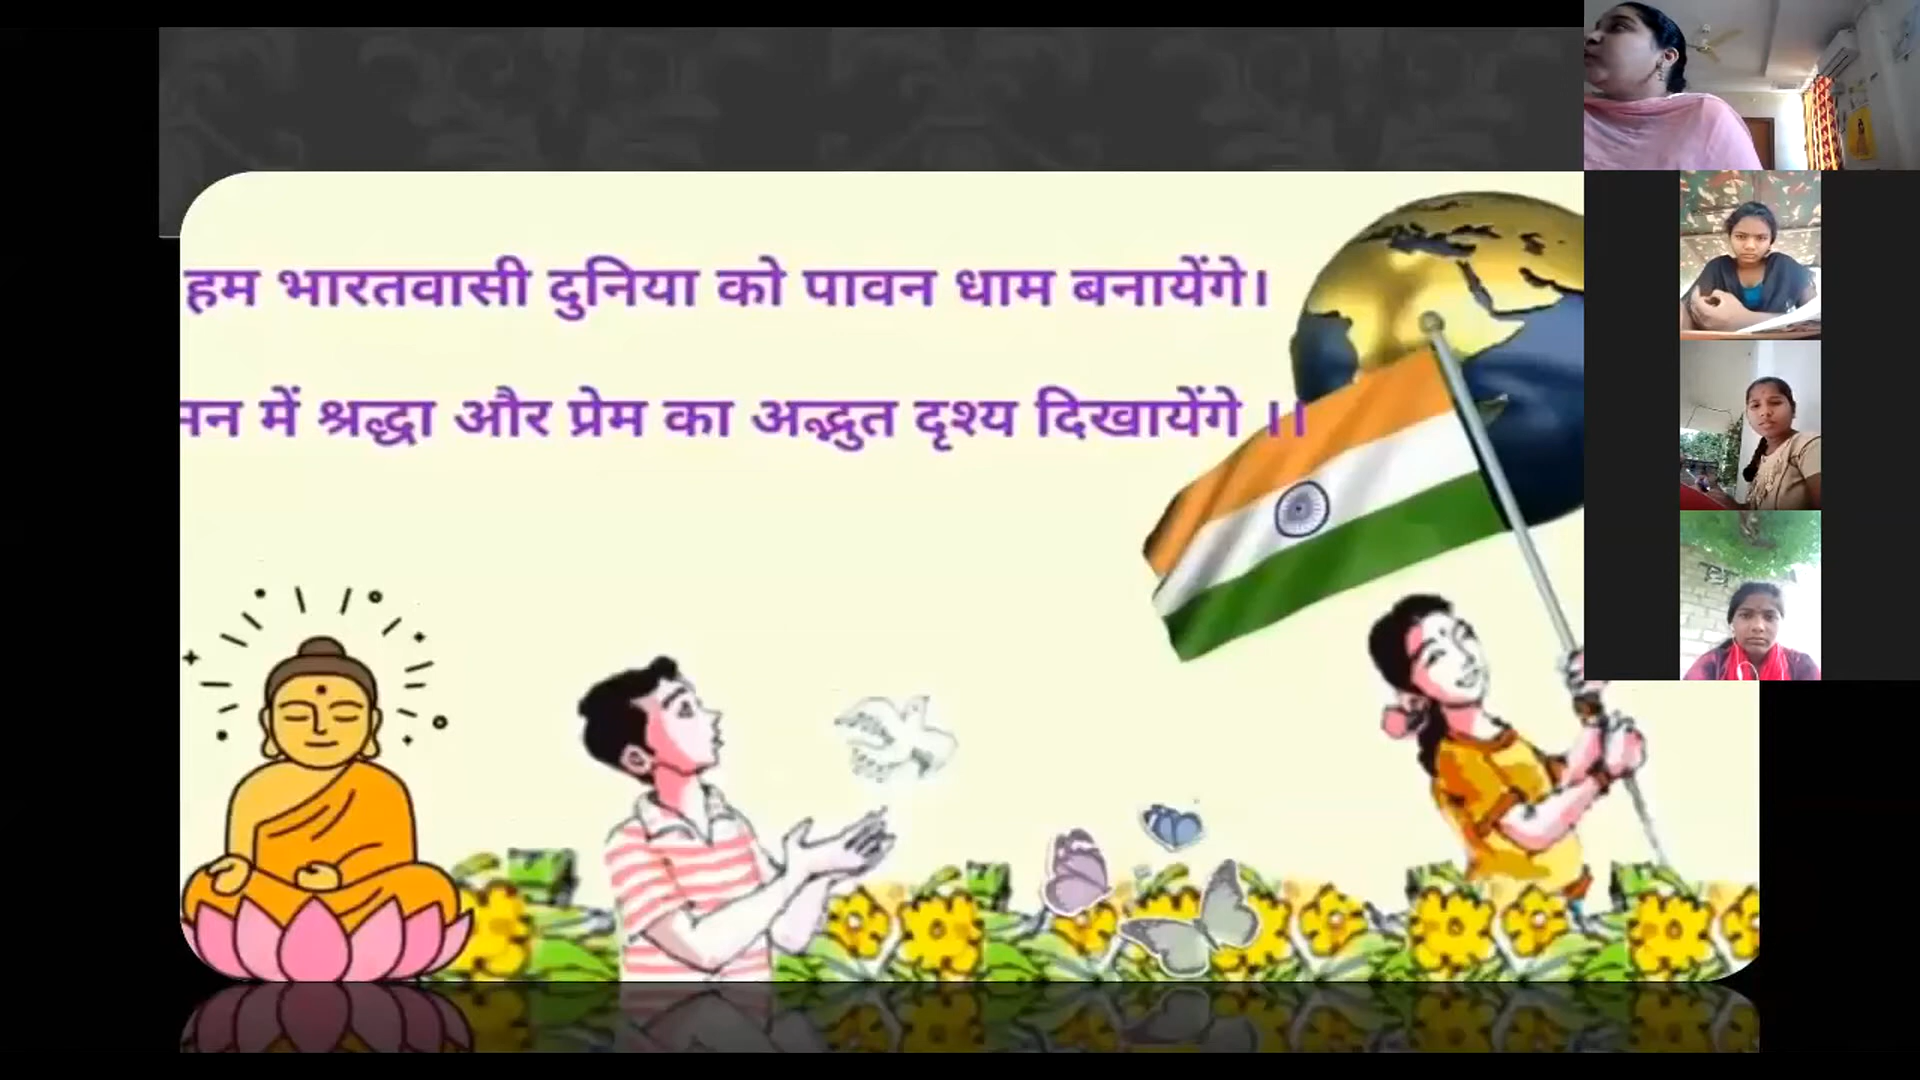 हम भारतवासी दुनिया को पावन धाम बनायेंगे।
मन में श्रद्धा और प्रेम का अद्भुत दृश्य दिखायेंगे ।।